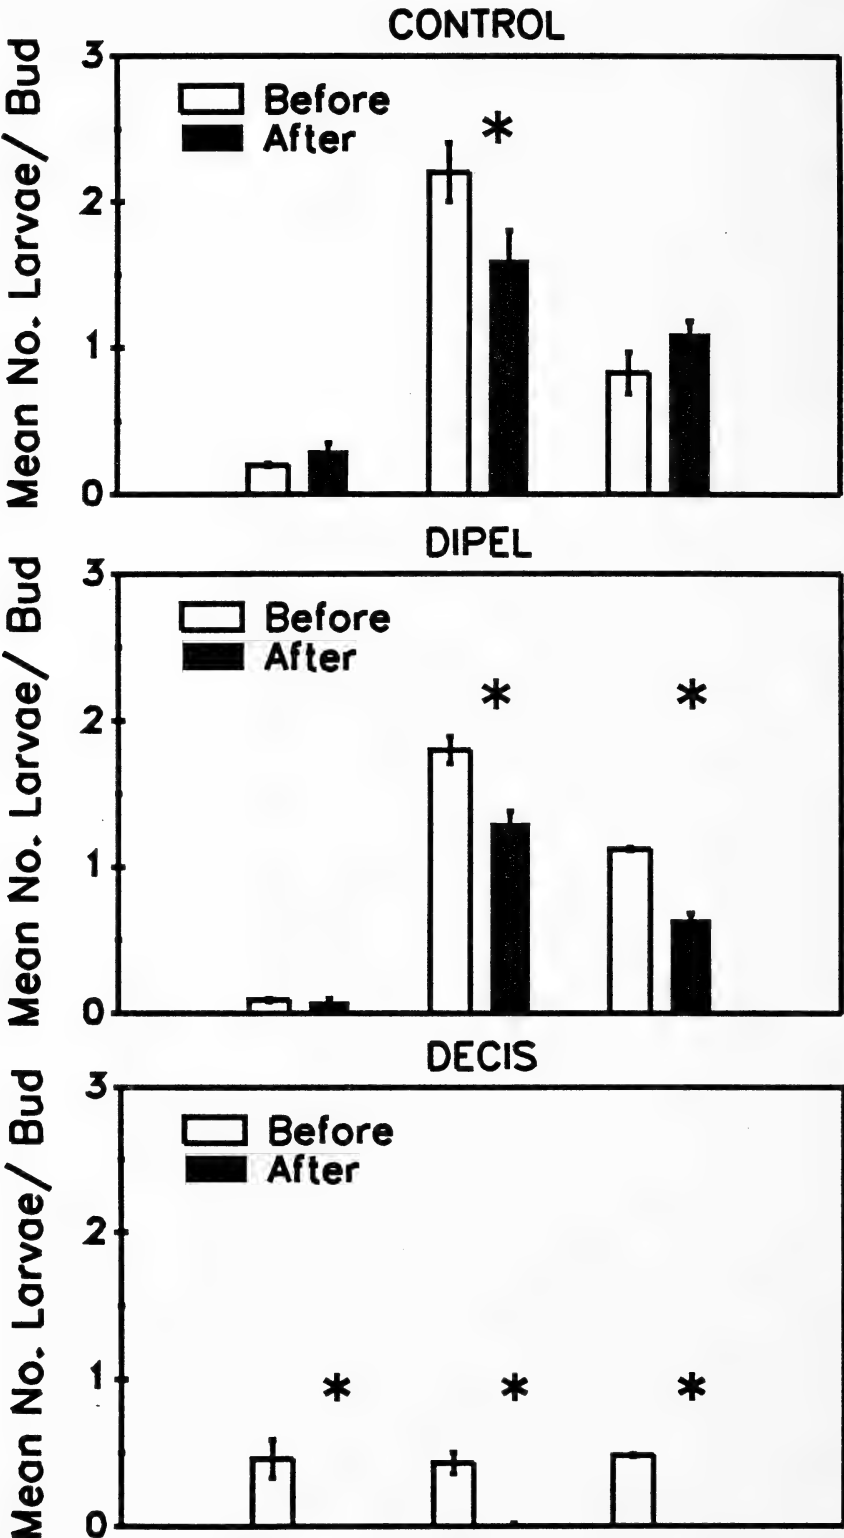 CONTROL
Mean No. Larvae/ Bud
3
2
1
0
Before
After
*
DIPEL
Mean No. Larvae/ Bud
3
2
1
0
Before
After
* *
DECIS
Mean No. Larvae/ Bud
3
2
1
0
Before
After
* * *